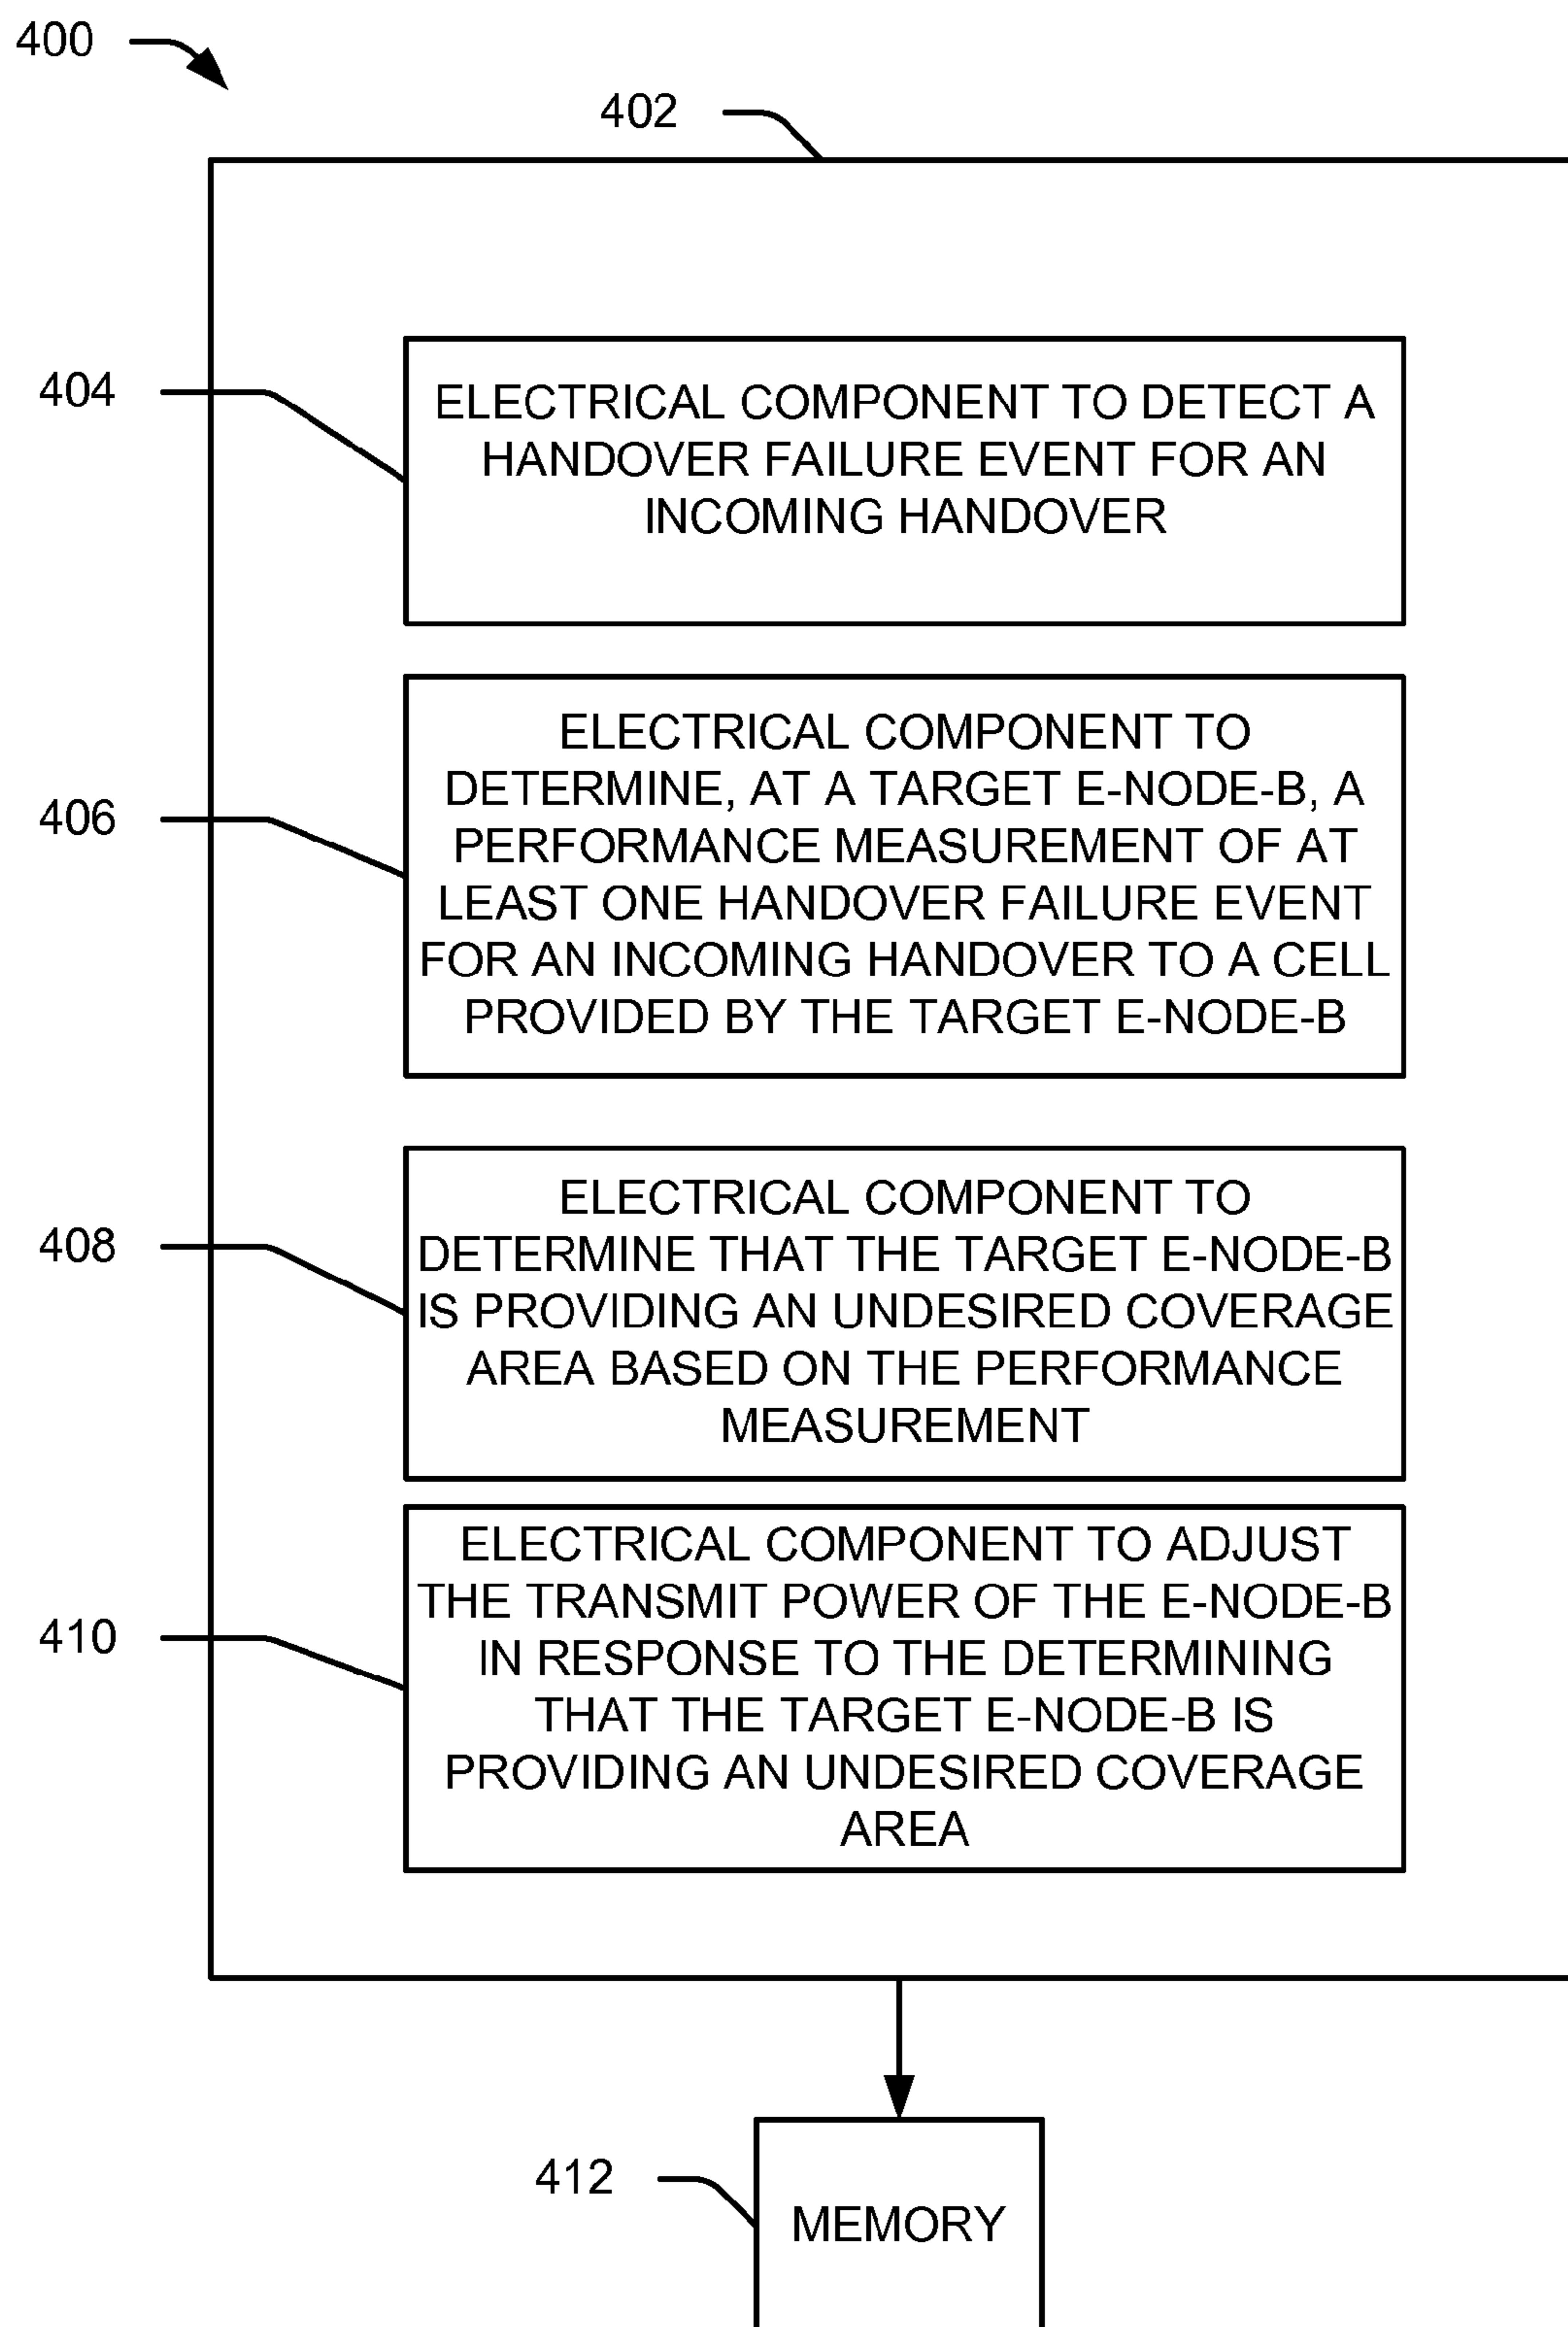 400
402
404
ELECTRICAL COMPONENT TO DETECT A
HANDOVER FAILURE EVENT FOR AN
INCOMING HANDOVER
406
ELECTRICAL COMPONENT TO
DETERMINE, AT A TARGET E-NODE-B, A
PERFORMANCE MEASUREMENT OF AT
LEAST ONE HANDOVER FAILURE EVENT
FOR AN INCOMING HANDOVER TO A CELL
PROVIDED BY THE TARGET E-NODE-B
408
ELECTRICAL COMPONENT TO
DETERMINE THAT THE TARGET E-NODE-B
IS PROVIDING AN UNDESIRED COVERAGE
AREA BASED ON THE PERFORMANCE
MEASUREMENT
410
ELECTRICAL COMPONENT TO ADJUST
THE TRANSMIT POWER OF THE E-NODE-B
IN RESPONSE TO THE DETERMINING
THAT THE TARGET E-NODE-B IS
PROVIDING AN UNDESIRED COVERAGE
AREA
412
MEMORY